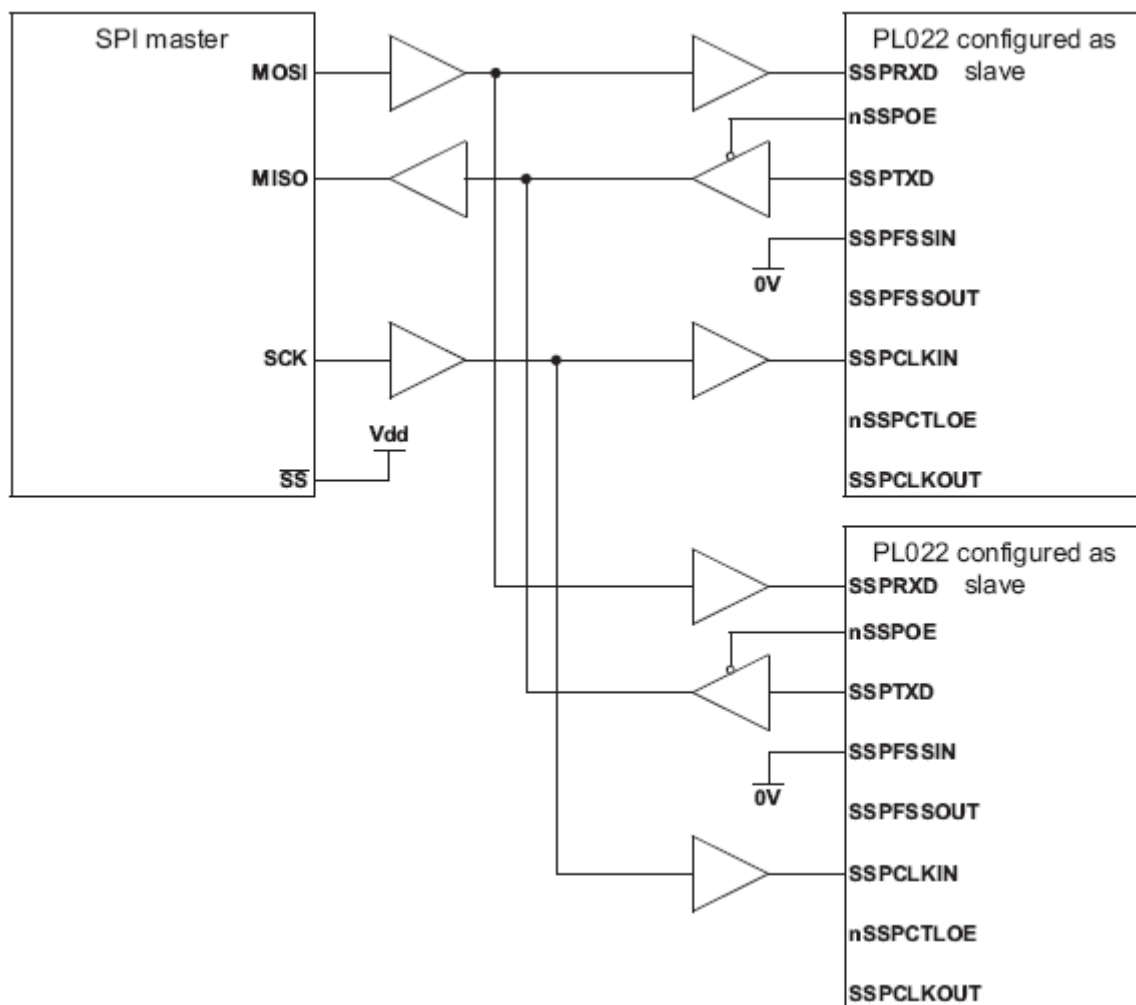 SPI master
MOSI
MISO
SCK
Vdd
SS
PL022 configured as
slave
SSPRXD
nSSPOE
SSPTXD
SSPFSSIN
0V
SSPFSSOUT
SSPCLKIN
nSSPCTLOE
SSPCLKOUT
PL022 configured as
slave
SSPRXD
nSSPOE
SSPTXD
SSPFSSIN
0V
SSPFSSOUT
SSPCLKIN
nSSPCTLOE
SSPCLKOUT